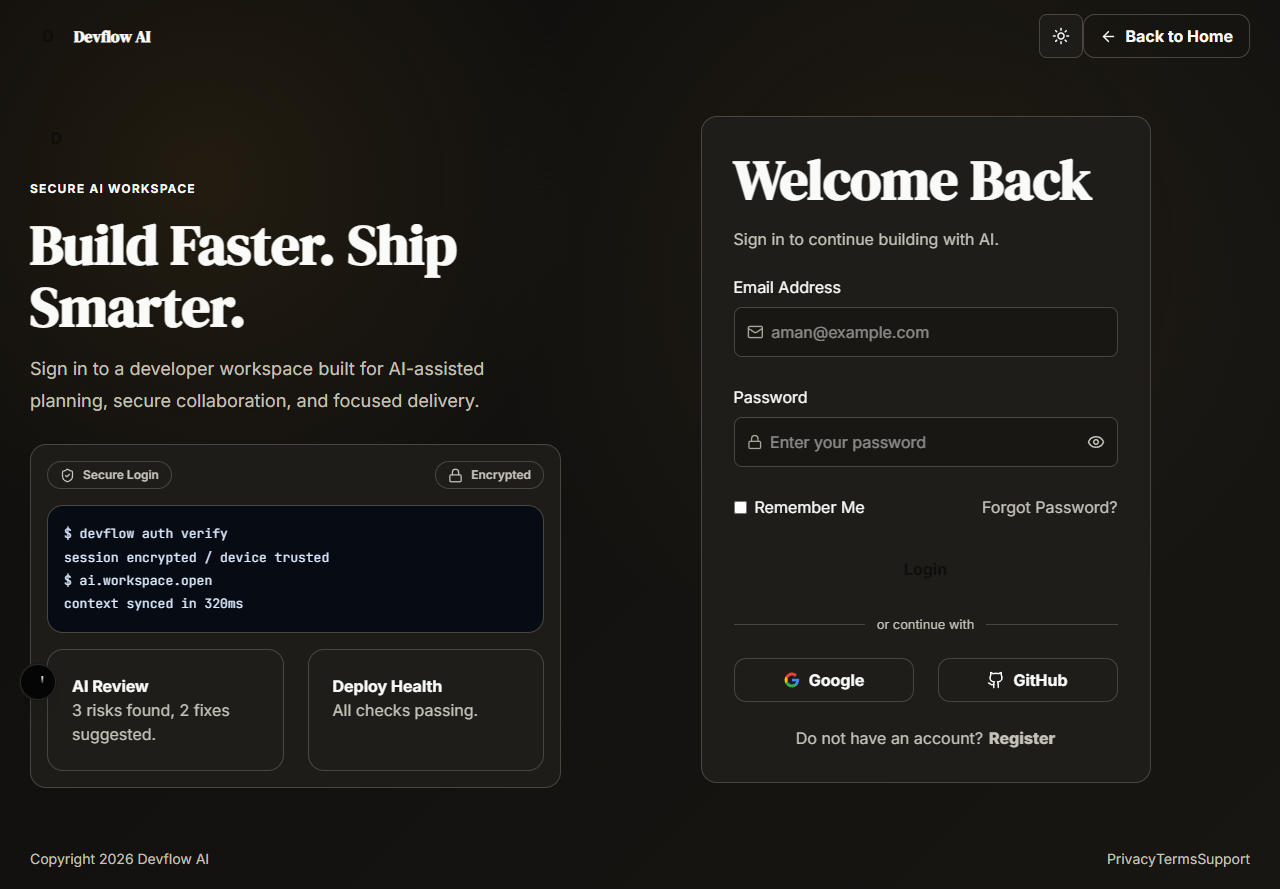 D Devflow AI
Back to Home
D
SECURE AI WORKSPACE
Build Faster. Ship
Smarter.
Sign in to a developer workspace built for AI-assisted
planning, secure collaboration, and focused delivery.
Secure Login
Encrypted
$ devflow auth verify
session encrypted / device trusted
$ ai.workspace.open
context synced in 320ms
AI Review
3 risks found, 2 fixes
suggested.
Deploy Health
All checks passing.
Welcome Back
Sign in to continue building with AI.
Email Address
aman@example.com
Password
Enter your password
Remember Me
Forgot Password?
Login
or continue with
Google
GitHub
Do not have an account? Register
Copyright 2026 Devflow AI
Privacy Terms Support